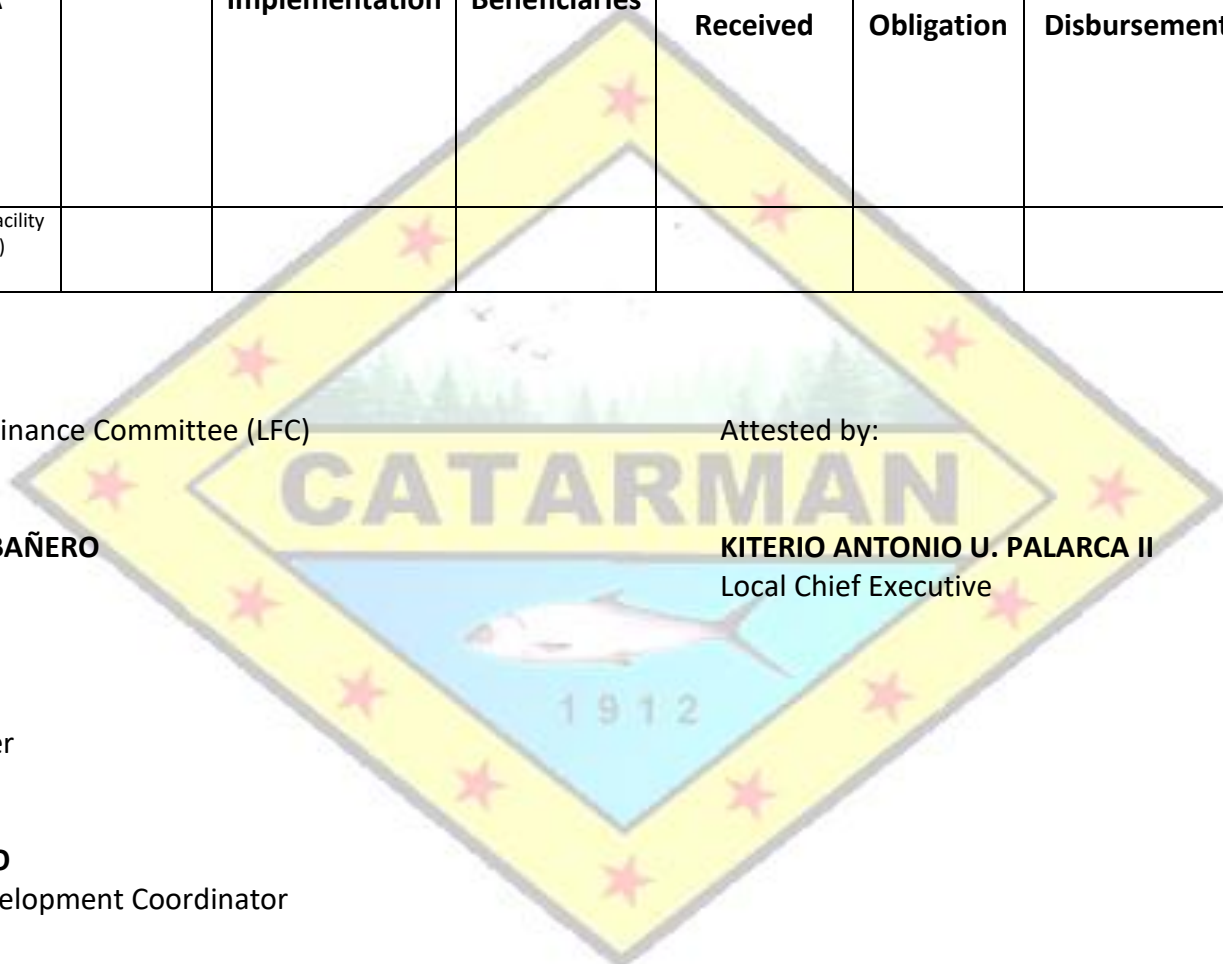 Implementation Beneficiaries
Received Obligation Disbursement
acility
)
inance Committee (LFC) Attested by:
CATARMAN
BAÑERO KITERIO ANTONIO U. PALARCA II
Local Chief Executive
1912
er
O
elopment Coordinator